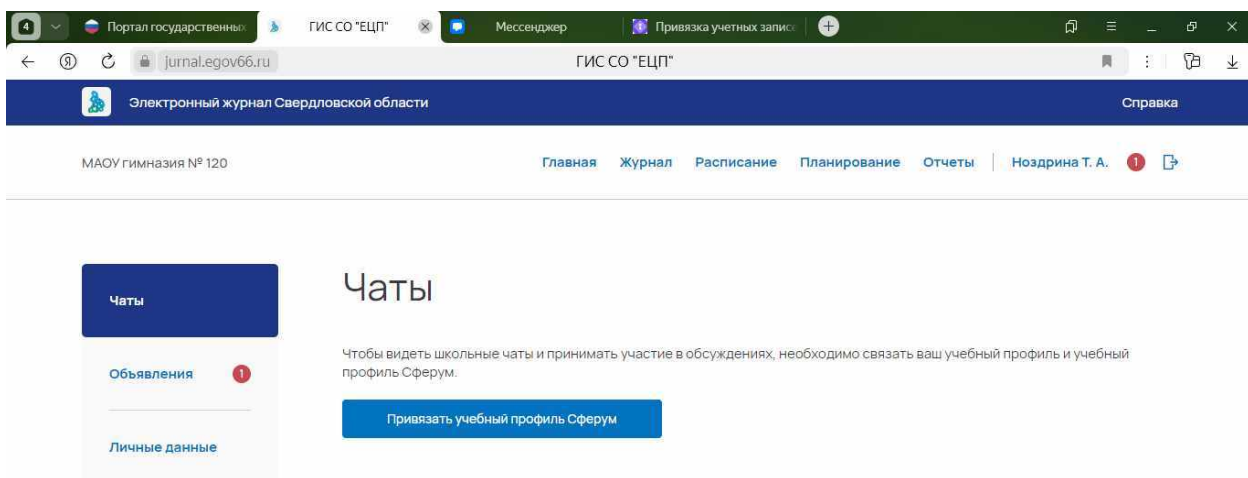 4
Портал государственных
ГИС СО "ЕЦП"
Мессенджер
Привязка учетных записе
jurnal.egov66.ru
ГИС СО "ЕЦП"
Электронный журнал Свердловской области
Справка
МАОУ гимназия № 120
Главная Журнал Расписание Планирование Отчеты Ноздрина Т. А. 1
Чаты
Объявления 1
Личные данные
Чаты
Чтобы видеть школьные чаты и принимать участие в обсуждениях, необходимо связать ваш учебный профиль и учебный
профиль Сферум.
Привязать учебный профиль Сферум